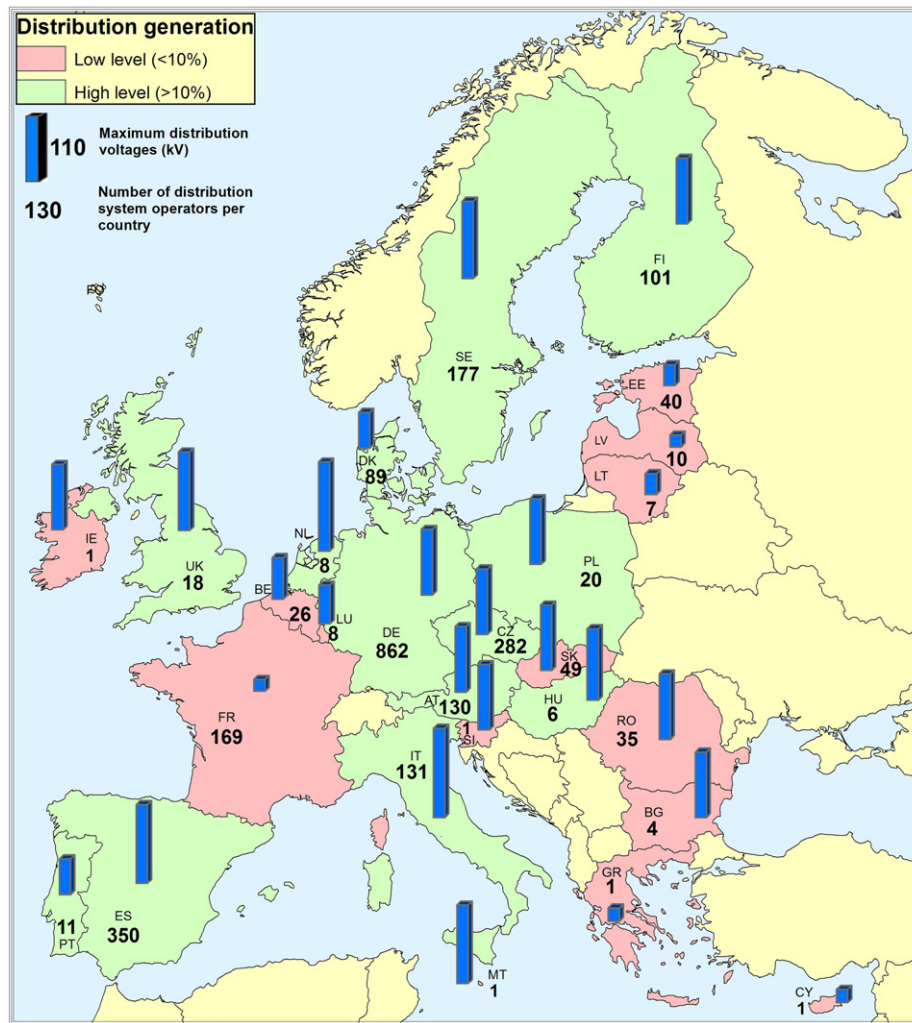 Distribution generation
Low level (<10%)
High level (>10%)
110
Maximum distribution
voltages (kV)
130
Number of distribution
system operators per
country
FO
FI
101
SE
177
EE
40
LV
10
LT
7
DK
89
IE
1
UK
18
NL
8
BE
26
LU
8
DE
862
PL
20
CZ
282
SK
49
AT
130
HU
6
SI
1
FR
169
IT
131
RO
35
BG
4
GR
1
PT
11
ES
350
MT
1
CY
1